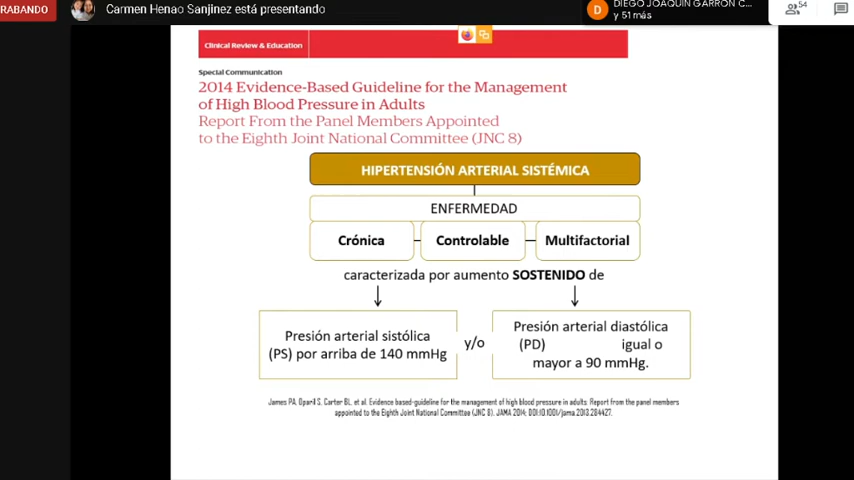 RABANDO
Carmen Henao Sanjinez está presentando
D
DIEGO JOAQUIN GARRON C...
y 51 más
54
Clinical Review & Education
Special Communication
2014 Evidence-Based Guideline for the Management
of High Blood Pressure in Adults
Report From the Panel Members Appointed
to the Eighth Joint National Committee (JNC 8)
HIPERTENSIÓN ARTERIAL SISTÉMICA
ENFERMEDAD
Crónica
Controlable
Multifactorial
caracterizada por aumento SOSTENIDO de
Presión arterial sistólica
(PS) por arriba de 140 mmHg
y/o
Presión arterial diastólica
(PD) igual o
mayor a 90 mmHg.
James PA, Oparil S, Carter BL, et al. Evidence based-guideline for the management of high blood pressure in adults. Report from the panel members
appointed to the Eighth Joint National Committee (JNC 8). JAMA 2014; DOI:10.1001/jama.2013.284427.